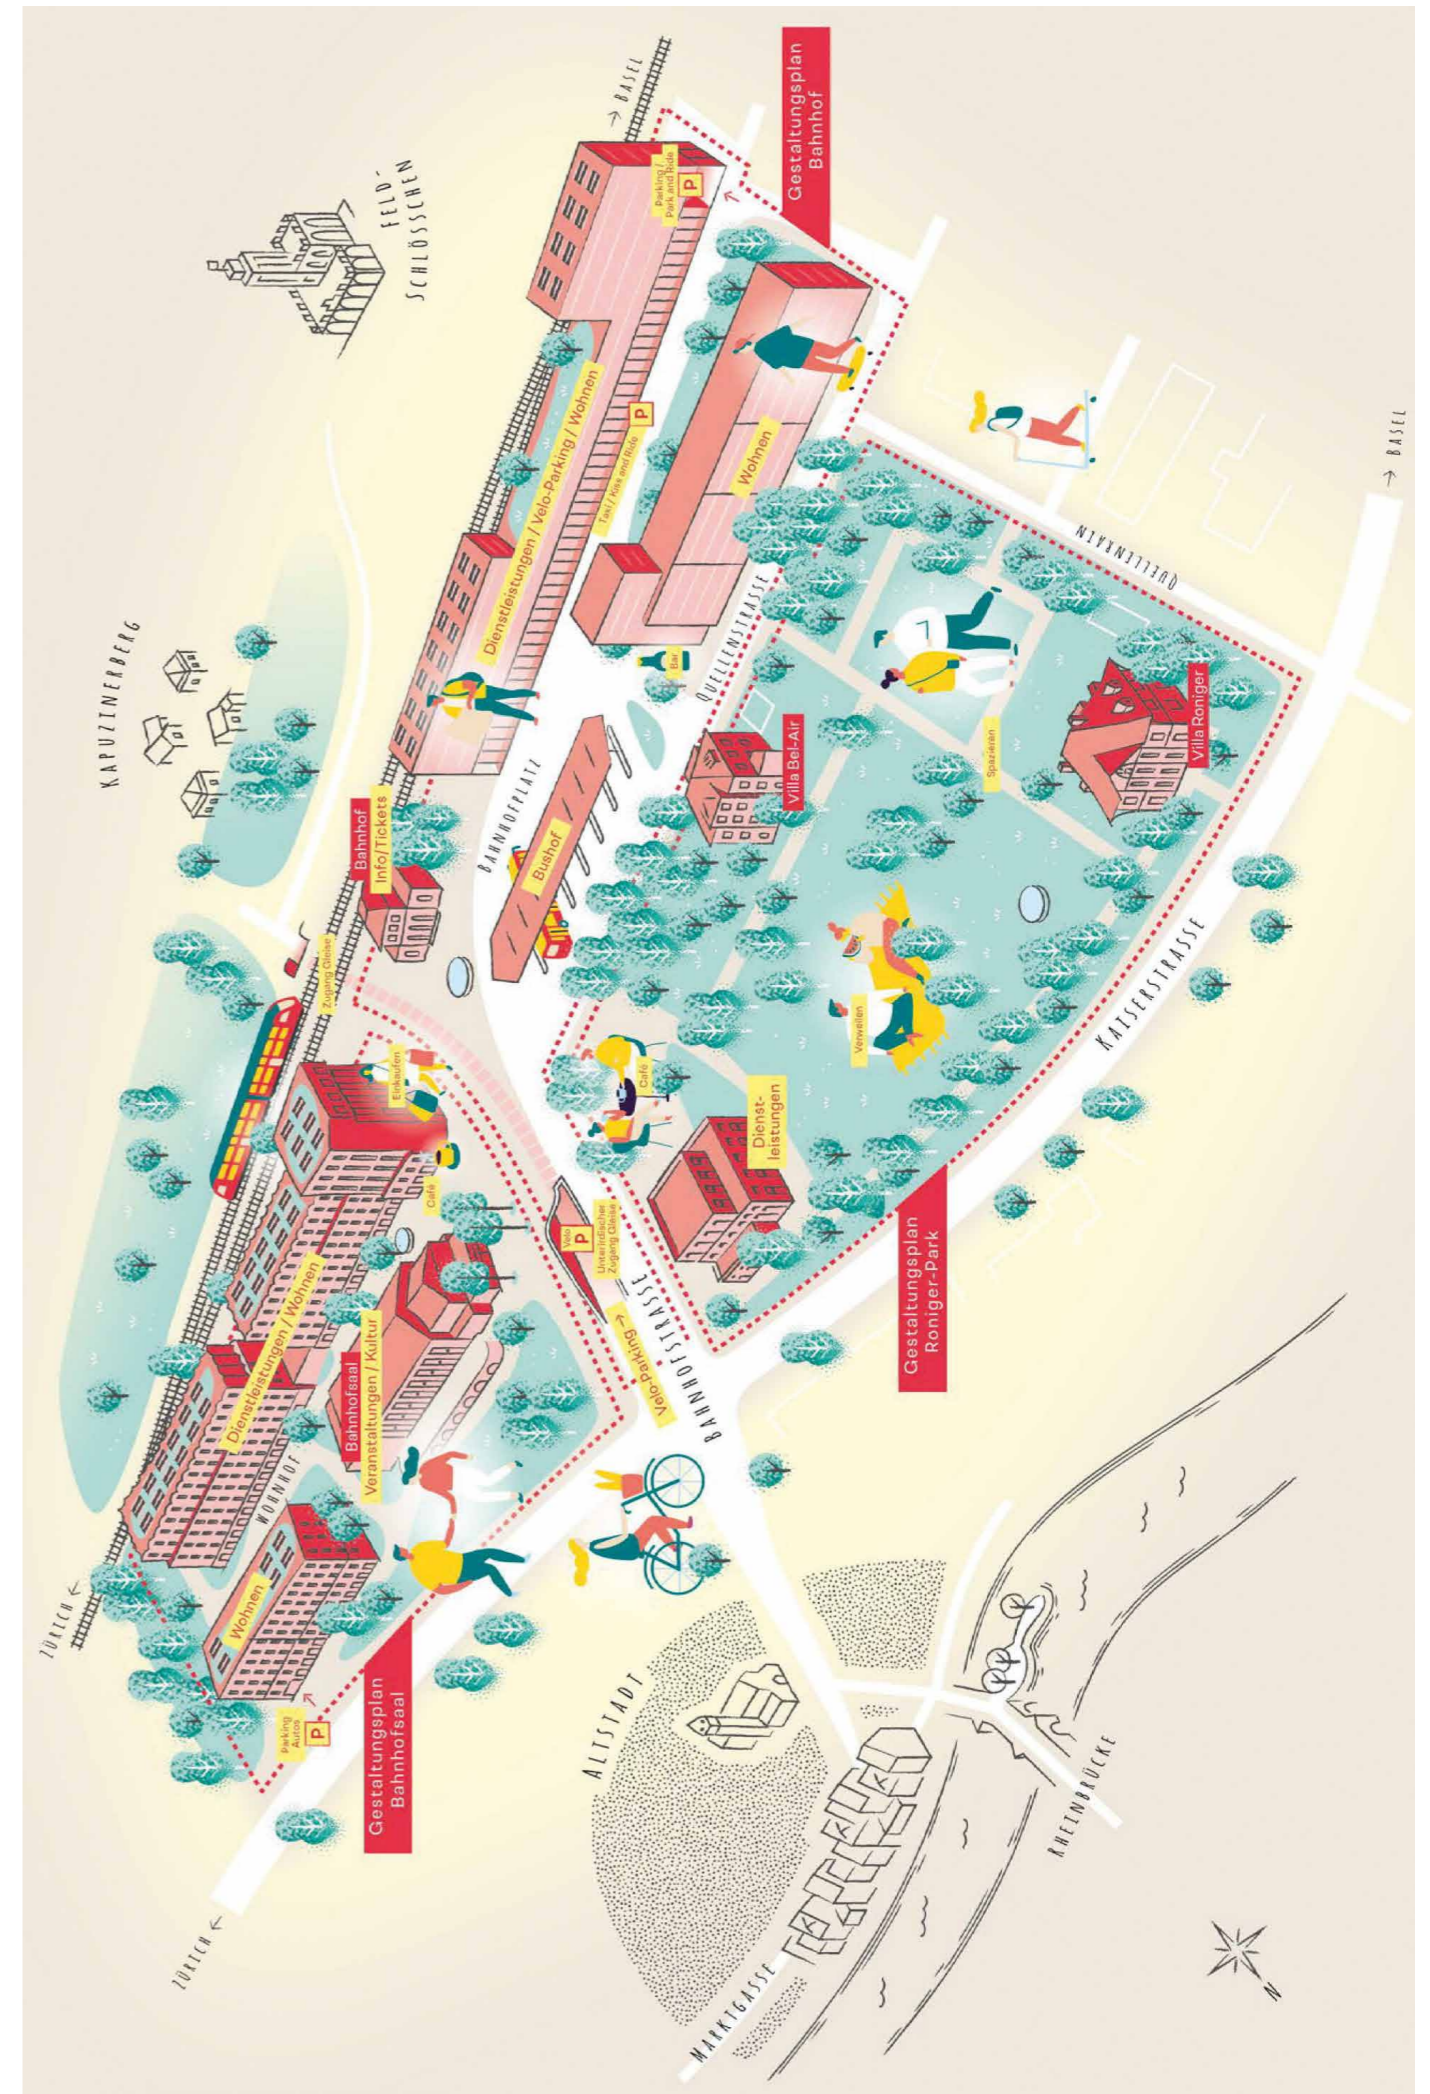 ZÜRICH
ZÜRICH
Parking
Autos
P
Gestaltungsplan
Bahnhofsaal
Wohnen
WOHNHOF
Dienstleistungen / Wohnen
Bahnhofsaal
Veranstaltungen / Kultur
Café
Einkaufen
Zugang Gleise
KAPUZINERBERG
Bahnhof
Info/Tickets
FELD-
SCHLÖSSCHEN
BASEL
Parking /
Park and Ride
P
Gestaltungsplan
Bahnhof
Dienstleistungen / Velo-Parking / Wohnen
Taxi / Kiss and Ride
P
Wohnen
Bar
BAHNHOFPLATZ
Bushof
QUELLENSTRASSE
Velo
P
Unterirdischer
Zugang Gleise
Velo-Parking
BAHNHOFSTRASSE
Café
Dienst-
leistungen
Villa Bel-Air
Verweilen
Spazieren
Villa Roniger
QUELLENRAIN
BASEL
KAISERSTRASSE
Gestaltungsplan
Roniger-Park
ALTSTADT
MARKTGASSE
RHEINBRÜCKE
N